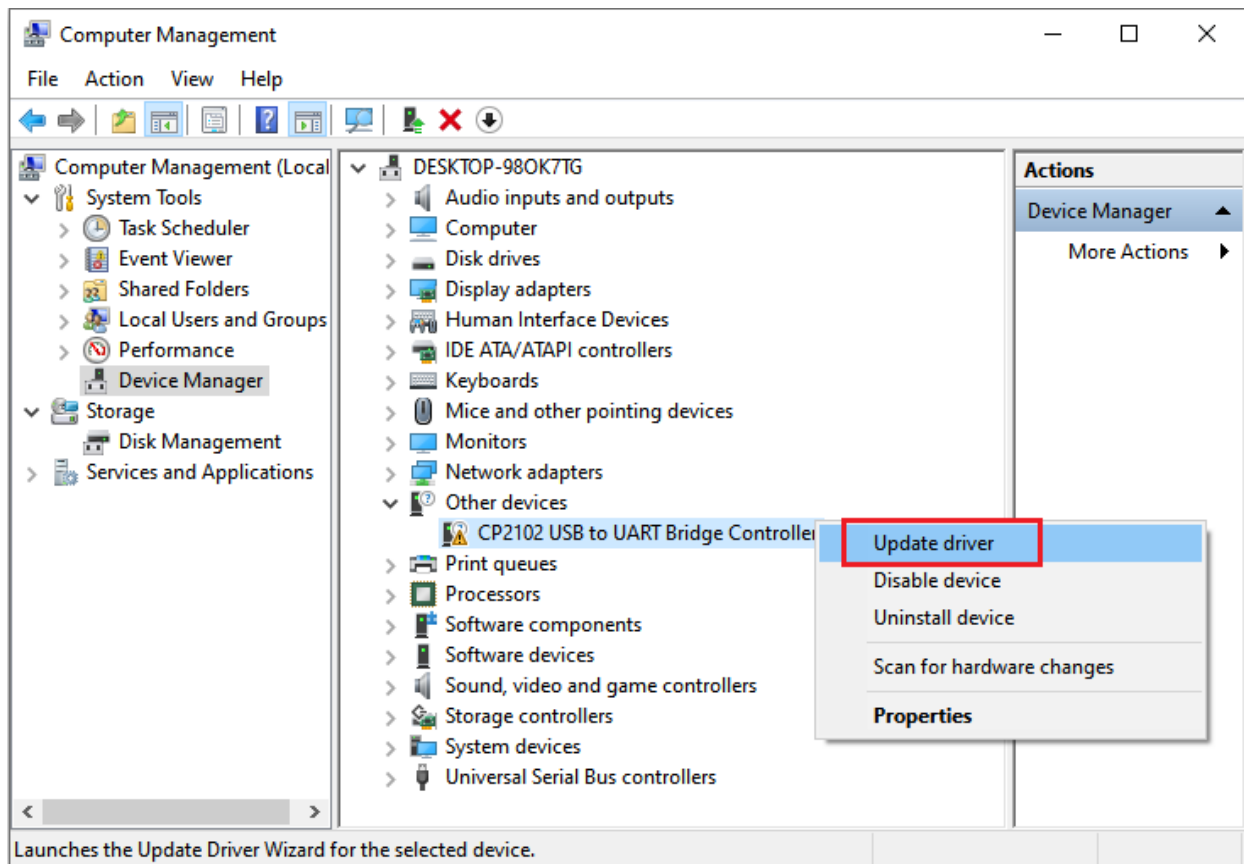 Computer Management
File Action View Help
Computer Management (Local
System Tools
Task Scheduler
Event Viewer
Shared Folders
Local Users and Groups
Performance
Device Manager
Storage
Disk Management
Services and Applications
DESKTOP-98OK7TG
Audio inputs and outputs
Computer
Disk drives
Display adapters
Human Interface Devices
IDE ATA/ATAPI controllers
Keyboards
Mice and other pointing devices
Monitors
Network adapters
Other devices
CP2102 USB to UART Bridge Controller
Print queues
Processors
Software components
Software devices
Sound, video and game controllers
Storage controllers
System devices
Universal Serial Bus controllers
Update driver
Disable device
Uninstall device
Scan for hardware changes
Properties
Actions
Device Manager
More Actions
Launches the Update Driver Wizard for the selected device.